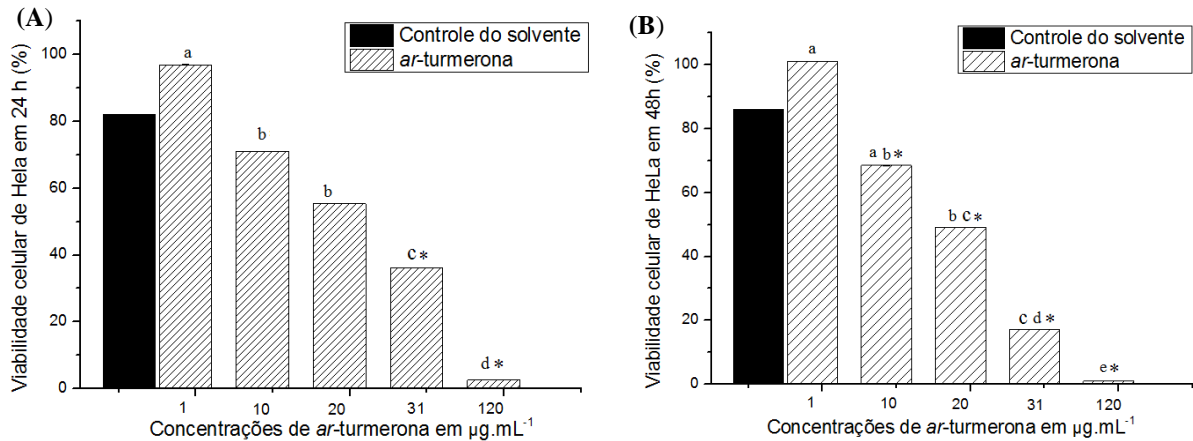 (A)
Controle do solvente
ar-turmerona
Viabilidade celular de Hela em 24 h (%)
100
80
60
40
20
0
a
b
b
c *
d *
1 10 20 31 120
Concentrações de ar-turmerona em µg.mL⁻¹
(B)
Controle do solvente
ar-turmerona
Viabilidade celular de HeLa em 48h (%)
100
80
60
40
20
0
a
a b*
b c*
c d*
e*
1 10 20 31 120
Concentrações de ar-turmerona em µg.mL⁻¹